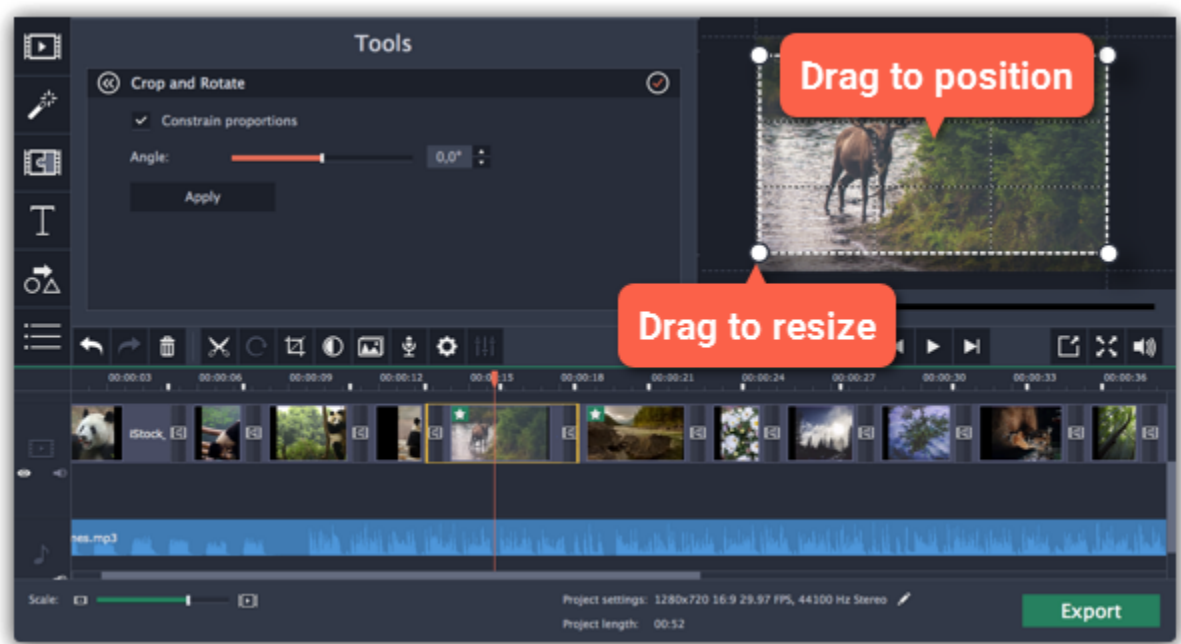 Tools
Crop and Rotate
Constrain proportions
Angle:
0,0°
Apply
Drag to position
Drag to resize
00:00:03 00:00:06 00:00:09 00:00:12 00:00:15 00:00:18 00:00:21 00:00:24 00:00:27 00:00:30 00:00:33 00:00:36
iStock_
nes.mp3
Scale:
Project settings: 1280x720 16:9 29.97 FPS, 44100 Hz Stereo
Project length: 00:52
Export